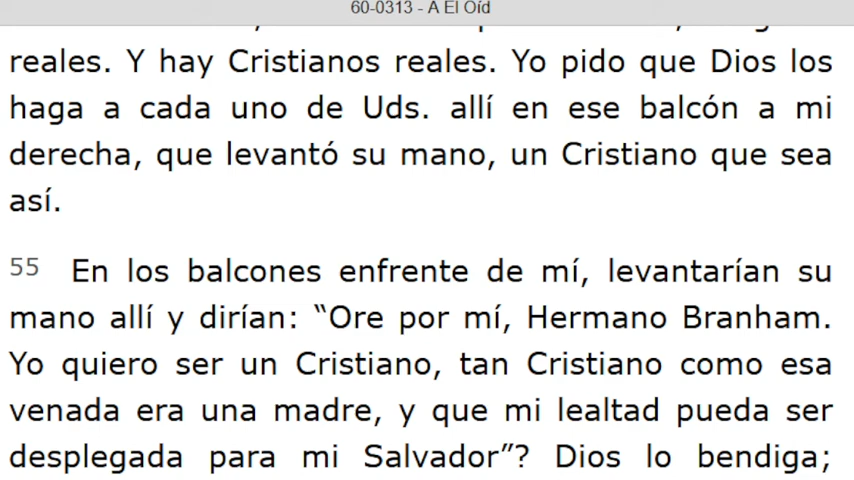 60-0313 - A El Oíd
reales. Y hay Cristianos reales. Yo pido que Dios los
haga a cada uno de Uds. allí en ese balcón a mi
derecha, que levantó su mano, un Cristiano que sea
así.
55 En los balcones enfrente de mí, levantarían su
mano allí y dirían: “Ore por mí, Hermano Branham.
Yo quiero ser un Cristiano, tan Cristiano como esa
venada era una madre, y que mi lealtad pueda ser
desplegada para mi Salvador”? Dios lo bendiga;